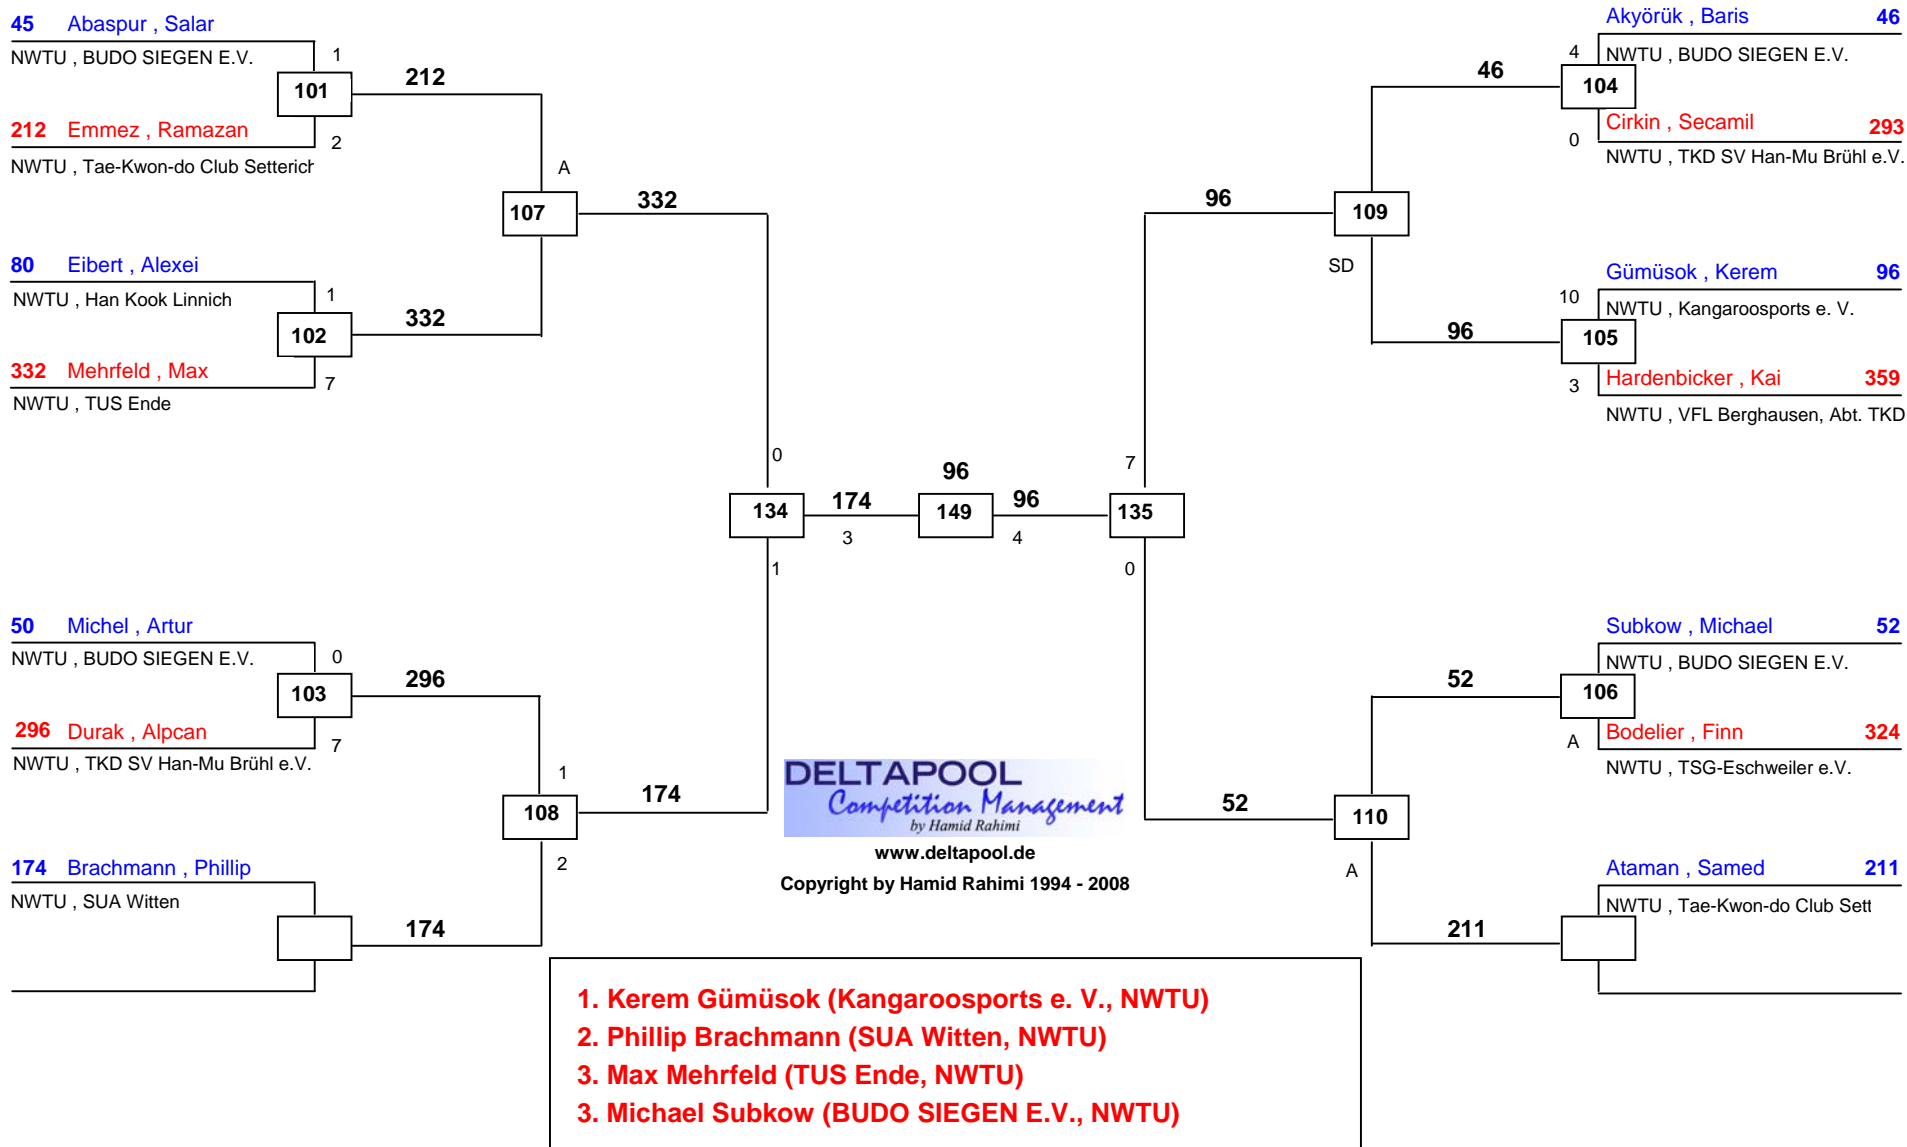 45 Abaspur , Salar
NWTU , BUDO SIEGEN E.V.
1
101
212
212 Emmez , Ramazan
2
NWTU , Tae-Kwon-do Club Setterich
A
107
332
80 Eibert , Alexei
NWTU , Han Kook Linnich
1
102
332
332 Mehrfeld , Max
7
NWTU , TUS Ende
0
134
174
3
1
50 Michel , Artur
NWTU , BUDO SIEGEN E.V.
0
103
296
296 Durak , Alpcan
7
NWTU , TKD SV Han-Mu Brühl e.V.
1
108
174
2
174 Brachmann , Phillip
NWTU , SUA Witten
174
96
149
96
4
Akyörük , Baris 46
4
NWTU , BUDO SIEGEN E.V.
46
104
Cirkin , Secamil 293
0
NWTU , TKD SV Han-Mu Brühl e.V.
96
109
SD
Gümüsok , Kerem 96
10
NWTU , Kangaroosports e. V.
96
105
Hardenbicker , Kai 359
3
NWTU , VFL Berghausen, Abt. TKD
7
135
0
Subkow , Michael 52
NWTU , BUDO SIEGEN E.V.
52
106
Bodelier , Finn 324
A
NWTU , TSG-Eschweiler e.V.
52
110
A
Ataman , Samed 211
NWTU , Tae-Kwon-do Club Sett
211
DELTAPOOL
Competition Management
by Hamid Rahimi
www.deltapool.de
Copyright by Hamid Rahimi 1994 - 2008
1. Kerem Gümüsok (Kangaroosports e. V., NWTU)
2. Phillip Brachmann (SUA Witten, NWTU)
3. Max Mehrfeld (TUS Ende, NWTU)
3. Michael Subkow (BUDO SIEGEN E.V., NWTU)